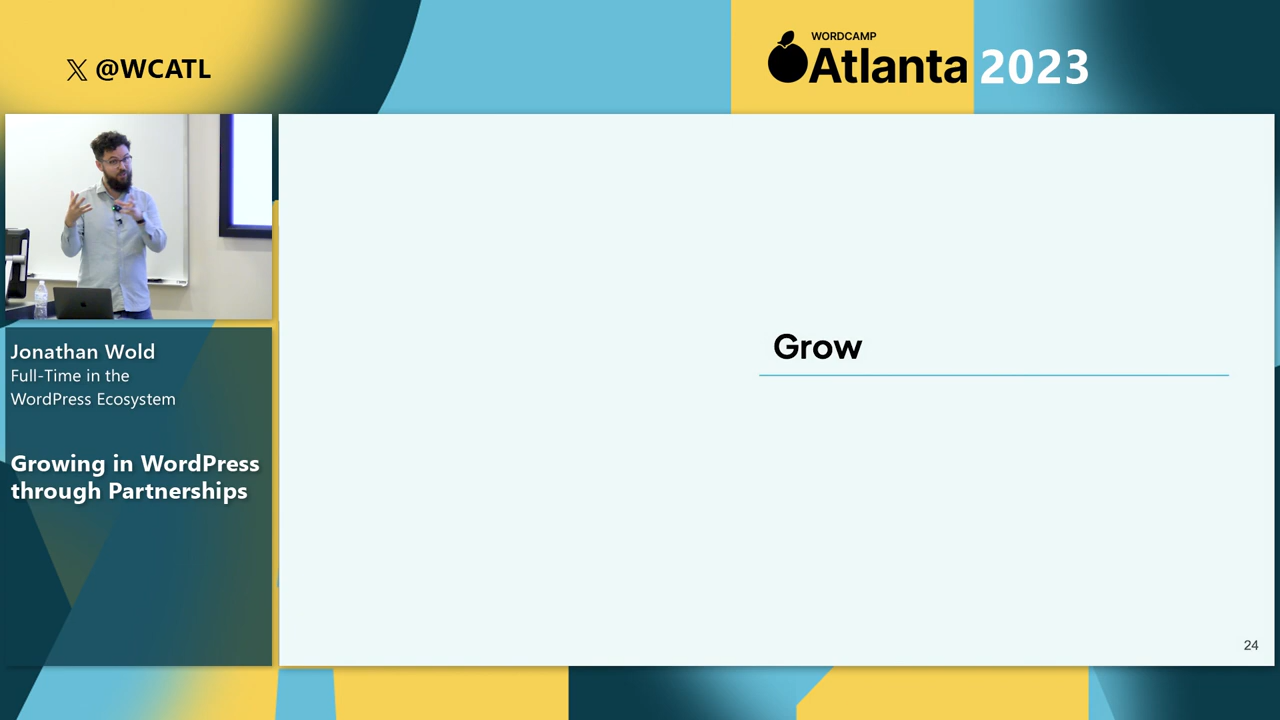 𝕏 @WCATL
WORDCAMP
Atlanta 2023
Jonathan Wold
Full-Time in the
WordPress Ecosystem
Growing in WordPress
through Partnerships
Grow
24